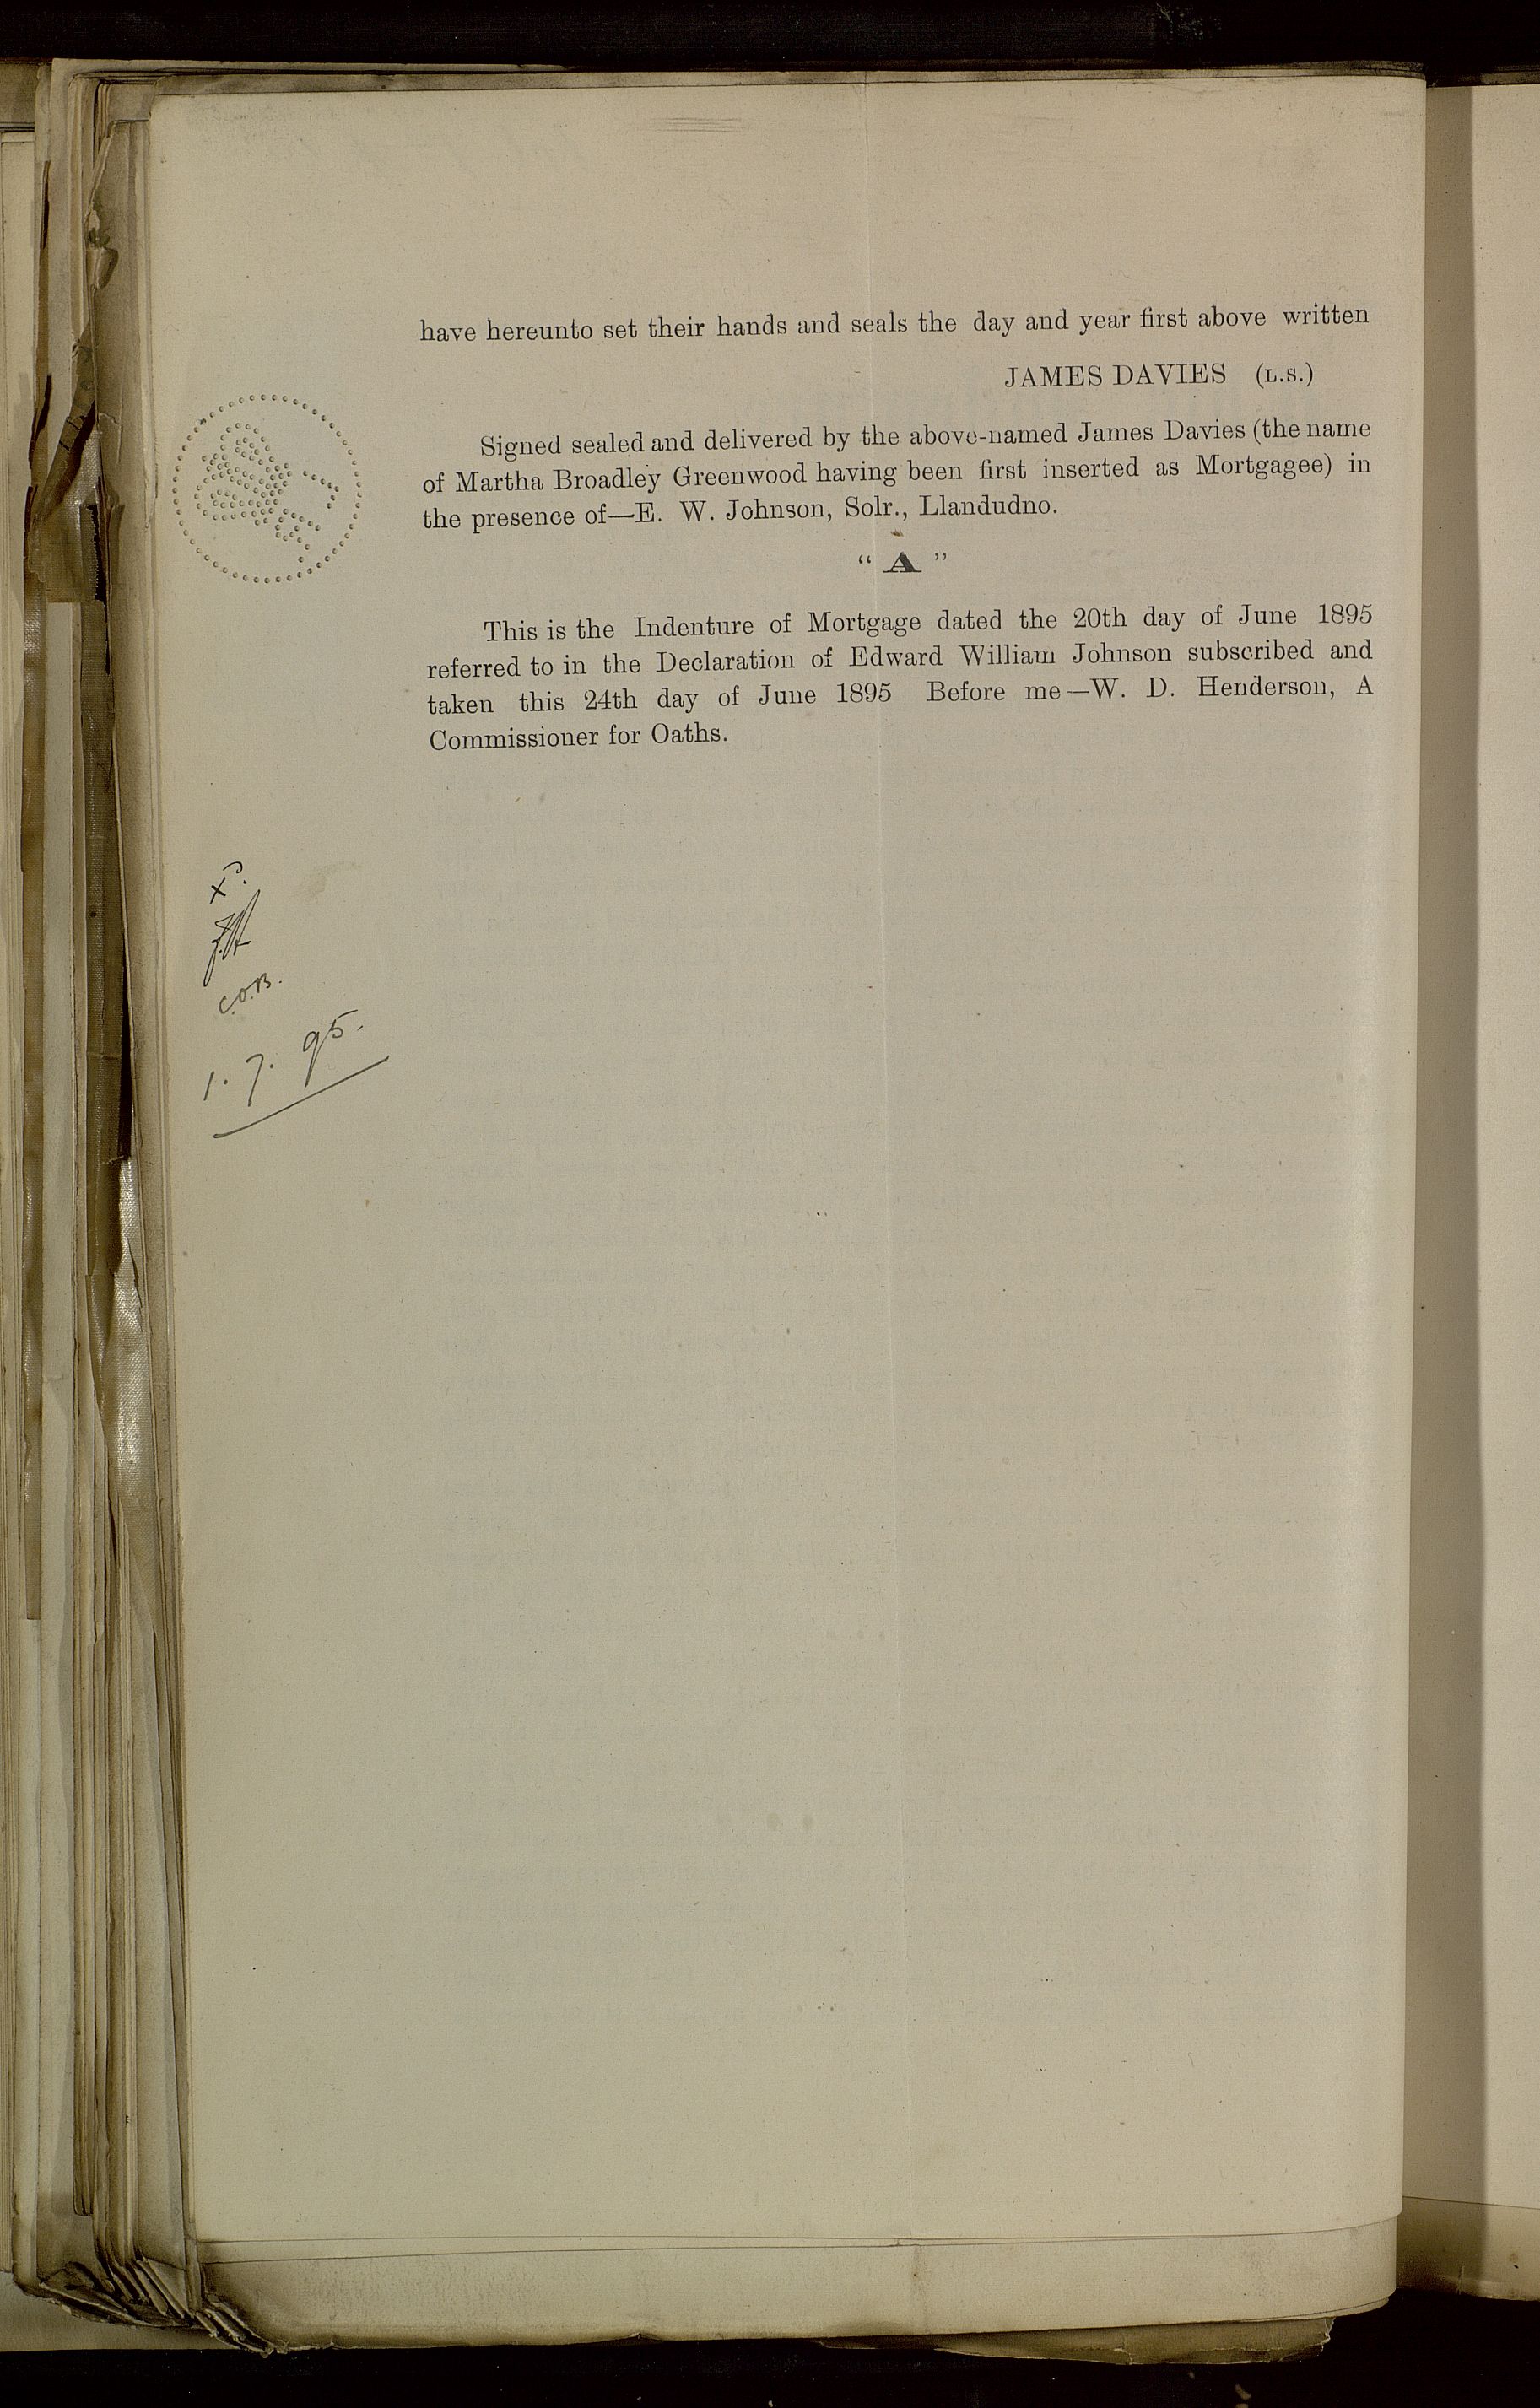 have hereunto set their hands and seals the day and year first above written
JAMES DAVIES (L.S.)
Signed sealed and delivered by the above-named James Davies (the name
of Martha Broadley Greenwood having been first inserted as Mortgagee) in
the presence of—E. W. Johnson, Solr., Llandudno.
“ A ”
This is the Indenture of Mortgage dated the 20th day of June 1895
referred to in the Declaration of Edward William Johnson subscribed and
taken this 24th day of June 1895 Before me—W. D. Henderson, A
Commissioner for Oaths.
C.O.B.
1. 7. 95.